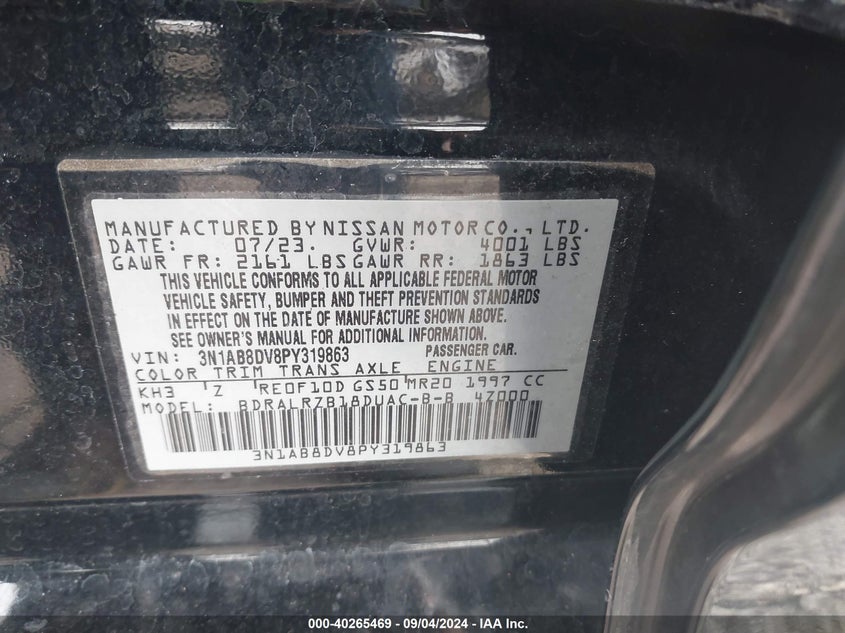 MANUFACTURED BY NISSAN MOTOR CO., LTD.
DATE: 07/23. GVWR: 4001 LBS
GAWR FR: 2161 LBS GAWR RR: 1863 LBS
THIS VEHICLE CONFORMS TO ALL APPLICABLE FEDERAL MOTOR
VEHICLE SAFETY, BUMPER AND THEFT PREVENTION STANDARDS
IN EFFECT ON THE DATE OF MANUFACTURE SHOWN ABOVE.
SEE OWNER'S MANUAL FOR ADDITIONAL INFORMATION.
VIN: 3N1AB8DV8PY319863 PASSENGER CAR.
COLOR TRIM TRANS AXLE ENGINE
KH3 Z RE0F10D GS50 MR20 1997 CC
MODEL: BDRALRZB18DUAC-B-B 47000
3N1AB8DV8PY319863
000-40265469 - 09/04/2024 - IAA Inc.